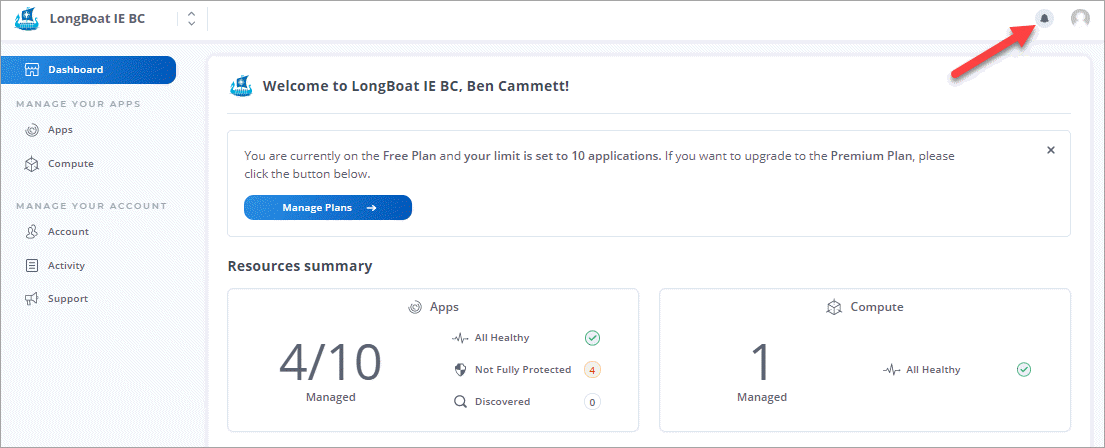 LongBoat IE BC
Dashboard
MANAGE YOUR APPS
Apps
Compute
MANAGE YOUR ACCOUNT
Account
Activity
Support
Welcome to LongBoat IE BC, Ben Cammett!
You are currently on the Free Plan and your limit is set to 10 applications. If you want to upgrade to the Premium Plan, please
click the button below.
Manage Plans
Resources summary
Apps
4/10
Managed
All Healthy
Not Fully Protected 4
Discovered 0
Compute
1
Managed
All Healthy